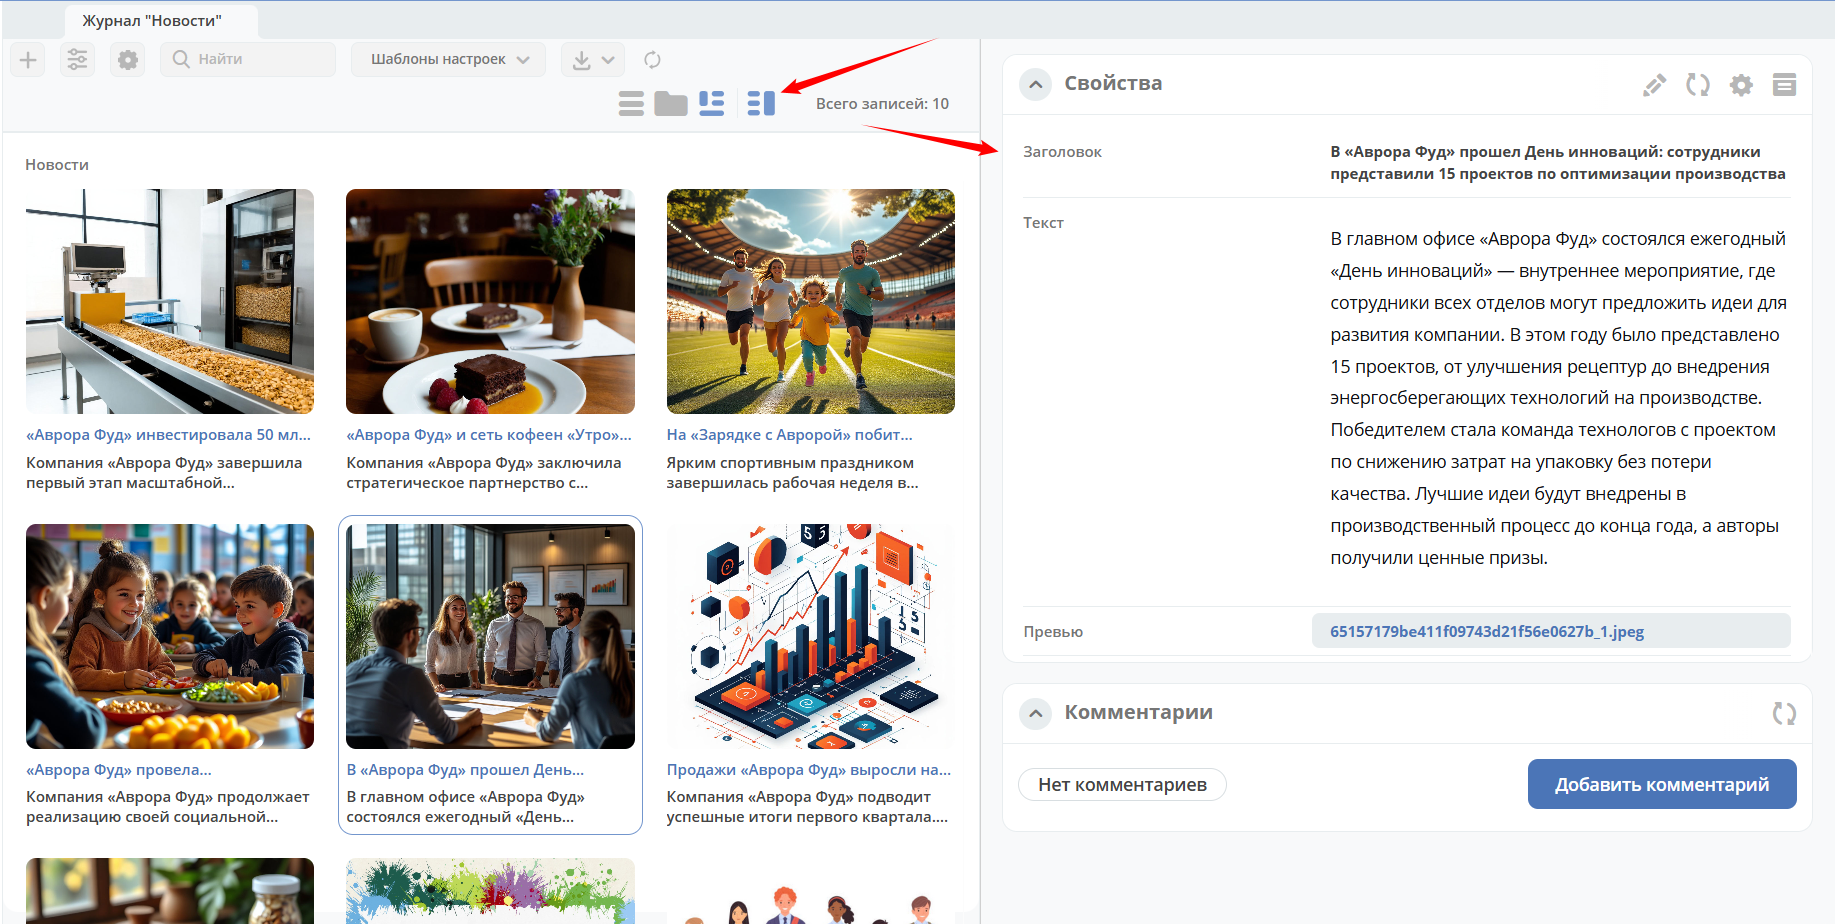 Журнал "Новости"
Найти
Шаблоны настроек
Всего записей: 10
Новости
«Аврора Фуд» инвестировала 50 мл...
Компания «Аврора Фуд» завершила
первый этап масштабной...
«Аврора Фуд» и сеть кофеен «Утро»...
Компания «Аврора Фуд» заключила
стратегическое партнерство с...
На «Зарядке с Авророй» побит...
Ярким спортивным праздником
завершилась рабочая неделя в...
«Аврора Фуд» провела...
Компания «Аврора Фуд» продолжает
реализацию своей социальной...
В «Аврора Фуд» прошел День...
В главном офисе «Аврора Фуд»
состоялся ежегодный «День...
Продажи «Аврора Фуд» выросли на...
Компания «Аврора Фуд» подводит
успешные итоги первого квартала....
Свойства
Заголовок
В «Аврора Фуд» прошел День инноваций: сотрудники
представили 15 проектов по оптимизации производства
Текст
В главном офисе «Аврора Фуд» состоялся ежегодный
«День инноваций» — внутреннее мероприятие, где
сотрудники всех отделов могут предложить идеи для
развития компании. В этом году было представлено
15 проектов, от улучшения рецептур до внедрения
энергосберегающих технологий на производстве.
Победителем стала команда технологов с проектом
по снижению затрат на упаковку без потери
качества. Лучшие идеи будут внедрены в
производственный процесс до конца года, а авторы
получили ценные призы.
Превью
65157179be411f09743d21f56e0627b_1.jpeg
Комментарии
Нет комментариев
Добавить комментарий